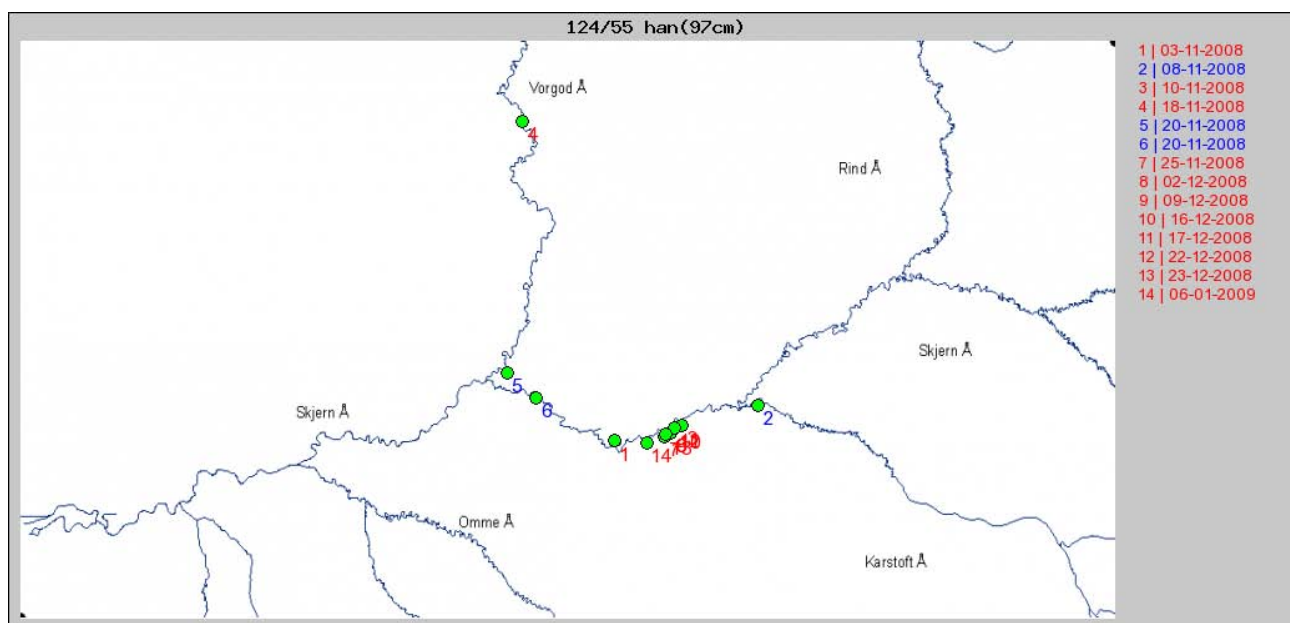 124/55 han(97cm)
Vorgod Å
4
Rind Å
Skjern Å
5
6
2
Skjern Å
1
14
Omme Å
Karstoft Å
1 | 03-11-2008
2 | 08-11-2008
3 | 10-11-2008
4 | 18-11-2008
5 | 20-11-2008
6 | 20-11-2008
7 | 25-11-2008
8 | 02-12-2008
9 | 09-12-2008
10 | 16-12-2008
11 | 17-12-2008
12 | 22-12-2008
13 | 23-12-2008
14 | 06-01-2009